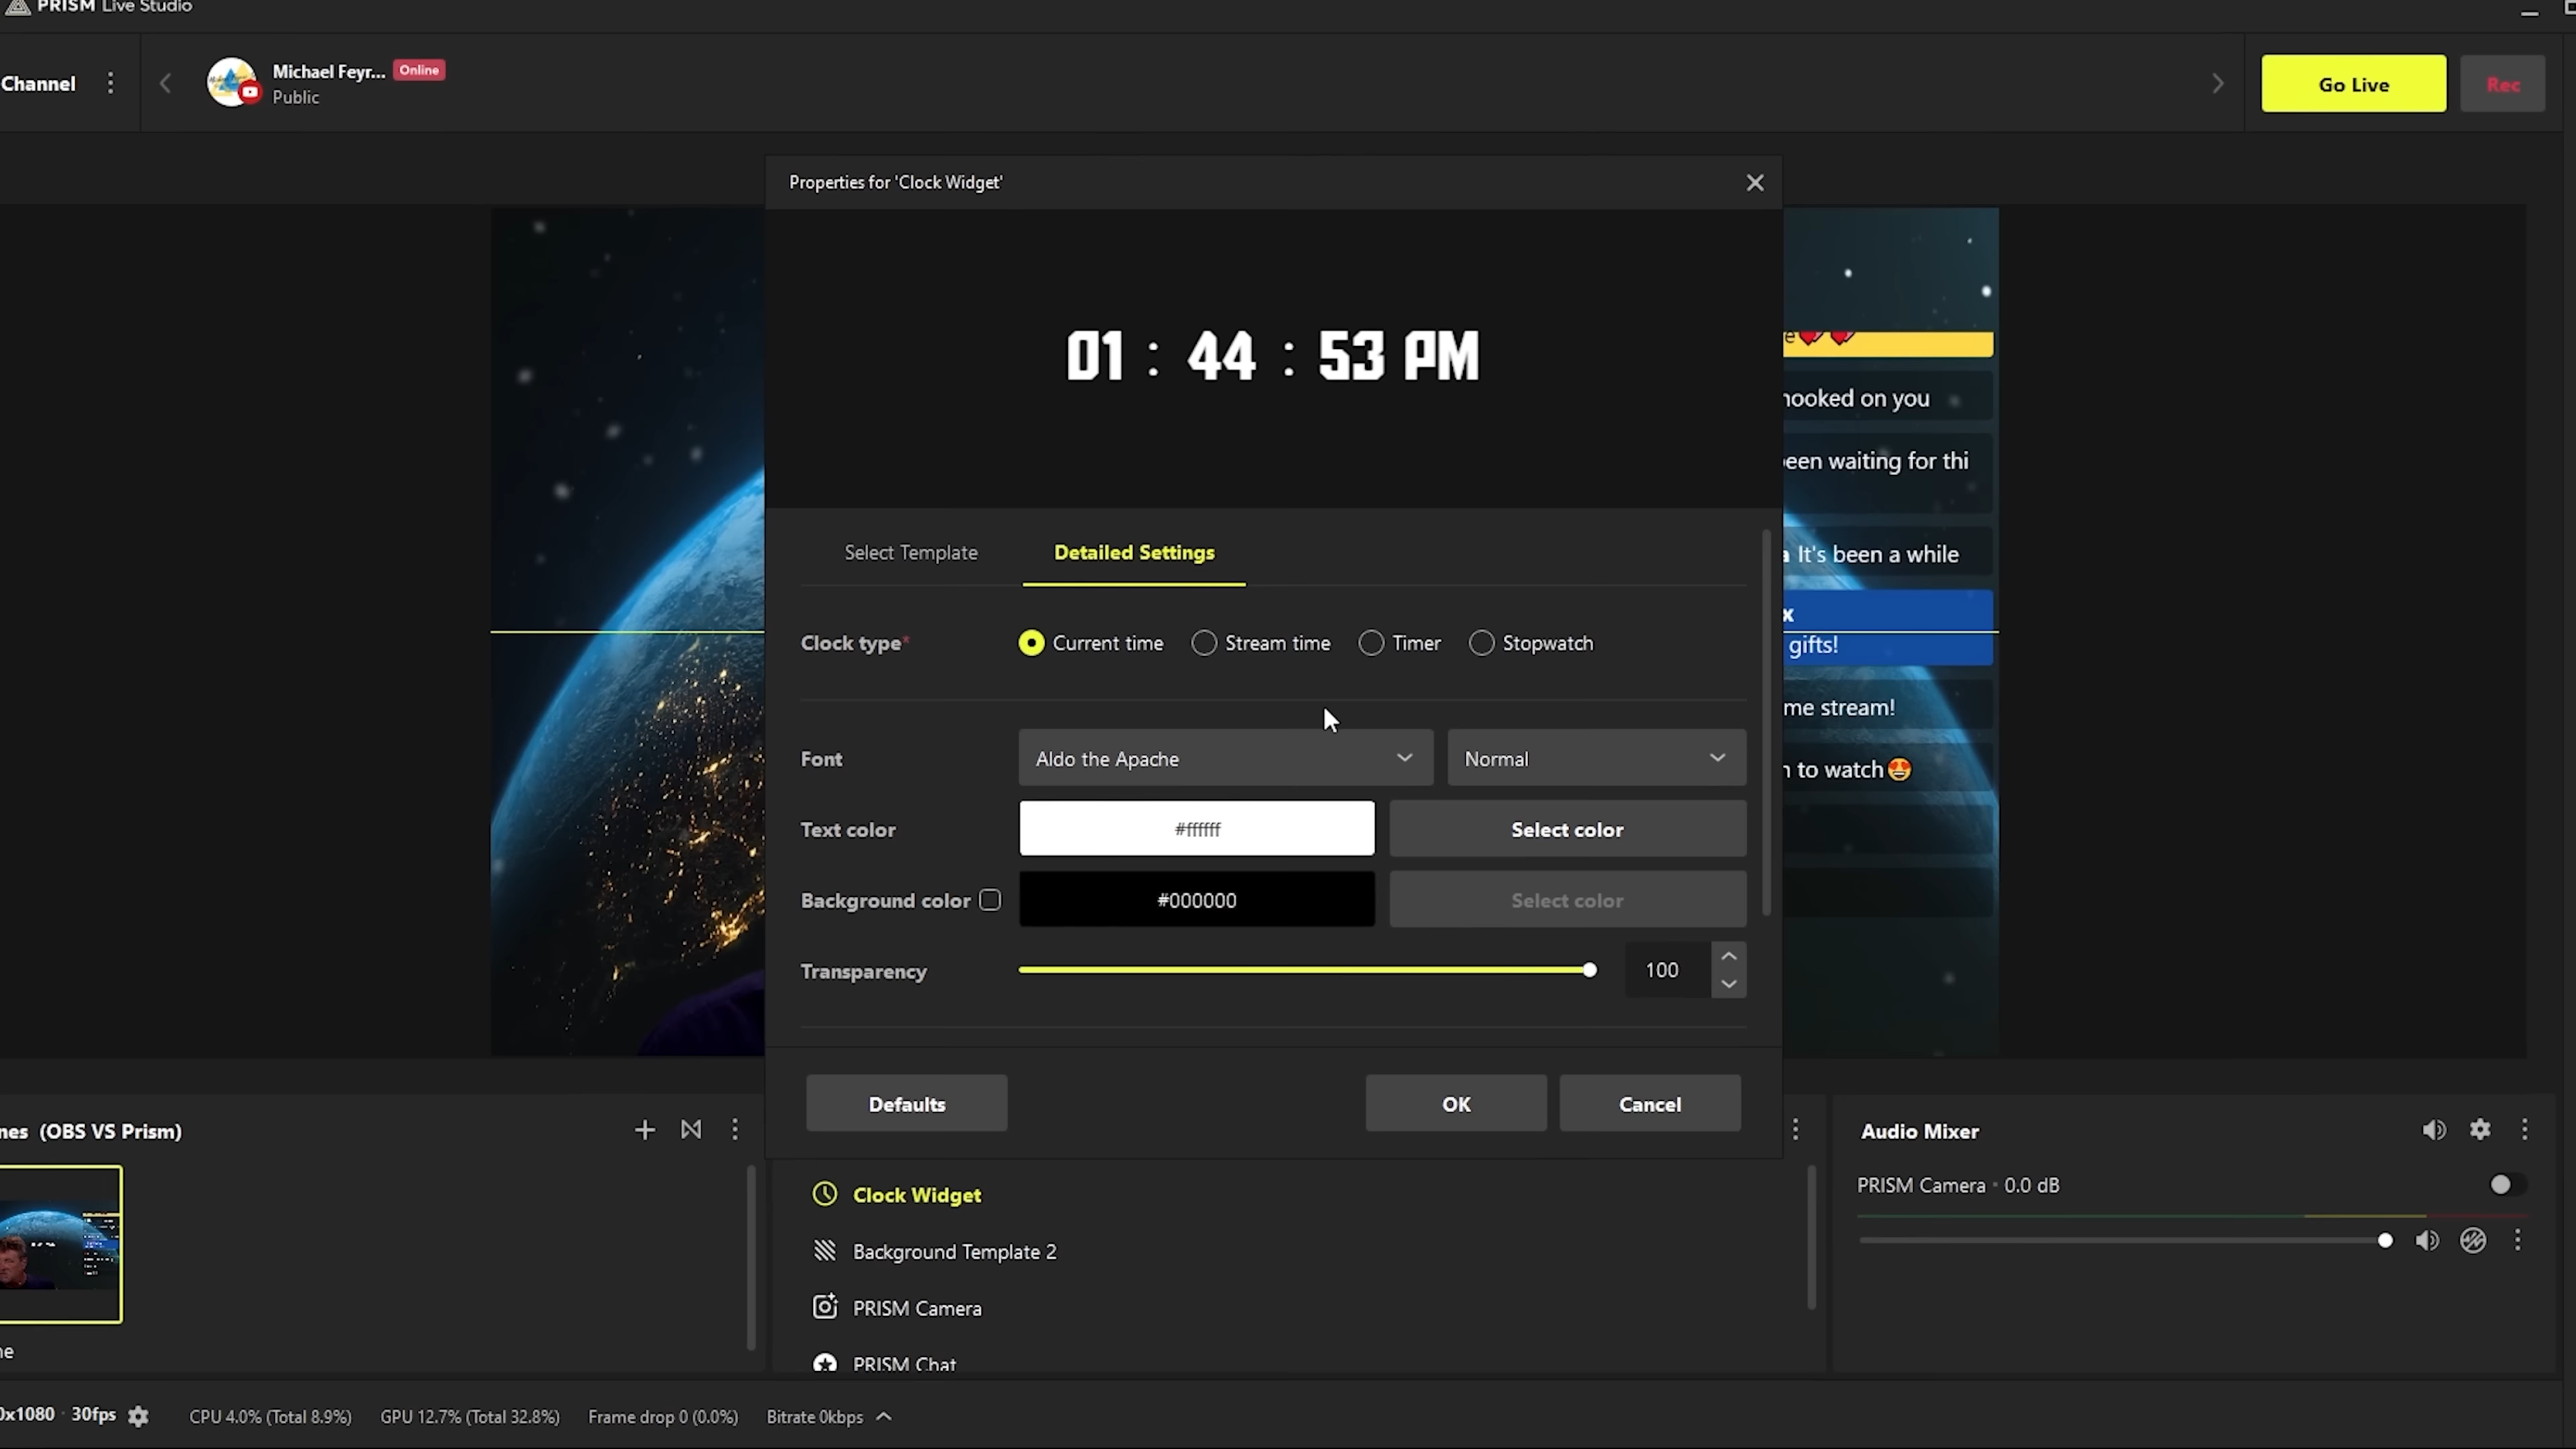 PRISM Live Studio
Channel
Michael Feyr... Online
Public
Go Live
Rec
Properties for 'Clock Widget'
01 : 44 : 53 PM
Select Template
Detailed Settings
Clock type*
Current time
Stream time
Timer
Stopwatch
Font
Aldo the Apache
Normal
Text color
#ffffff
Select color
Background color
#000000
Select color
Transparency
100
Defaults
OK
Cancel
hooked on you
been waiting for thi
It's been a while
x
gifts!
me stream!
to watch😍
nes (OBS VS Prism)
Clock Widget
Background Template 2
PRISM Camera
PRISM Chat
Audio Mixer
PRISM Camera • 0.0 dB
0x1080 · 30fps
CPU 4.0% (Total 8.9%)
GPU 12.7% (Total 32.8%)
Frame drop 0 (0.0%)
Bitrate 0kbps